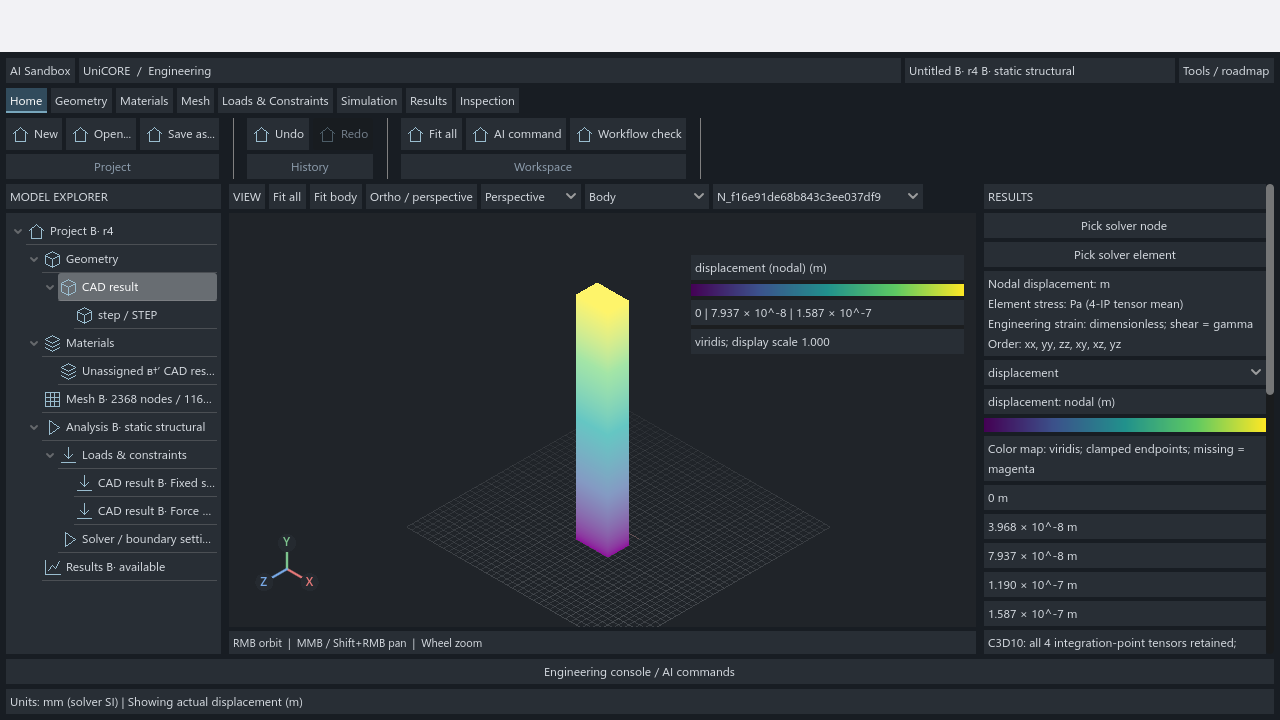 AI Sandbox
UniCORE / Engineering
Untitled В· r4 В· static structural
Tools / roadmap
Home
Geometry
Materials
Mesh
Loads & Constraints
Simulation
Results
Inspection
New
Open...
Save as...
Undo
Redo
Fit all
AI command
Workflow check
Project
History
Workspace
MODEL EXPLORER
VIEW
Fit all
Fit body
Ortho / perspective
Perspective
Body
N_f16e91de68b843c3ee037df9
RESULTS
Project В· r4
Geometry
CAD result
step / STEP
Materials
Unassigned в†' CAD res...
Mesh В· 2368 nodes / 116...
Analysis В· static structural
Loads & constraints
CAD result В· Fixed s...
CAD result В· Force ...
Solver / boundary setti...
Results В· available
displacement (nodal) (m)
0 | 7.937 × 10^-8 | 1.587 × 10^-7
viridis; display scale 1.000
Y
Z
X
RMB orbit | MMB / Shift+RMB pan | Wheel zoom
Pick solver node
Pick solver element
Nodal displacement: m
Element stress: Pa (4-IP tensor mean)
Engineering strain: dimensionless; shear = gamma
Order: xx, yy, zz, xy, xz, yz
displacement
displacement: nodal (m)
Color map: viridis; clamped endpoints; missing =
magenta
0 m
3.968 × 10^-8 m
7.937 × 10^-8 m
1.190 × 10^-7 m
1.587 × 10^-7 m
C3D10: all 4 integration-point tensors retained;
Engineering console / AI commands
Units: mm (solver SI) | Showing actual displacement (m)